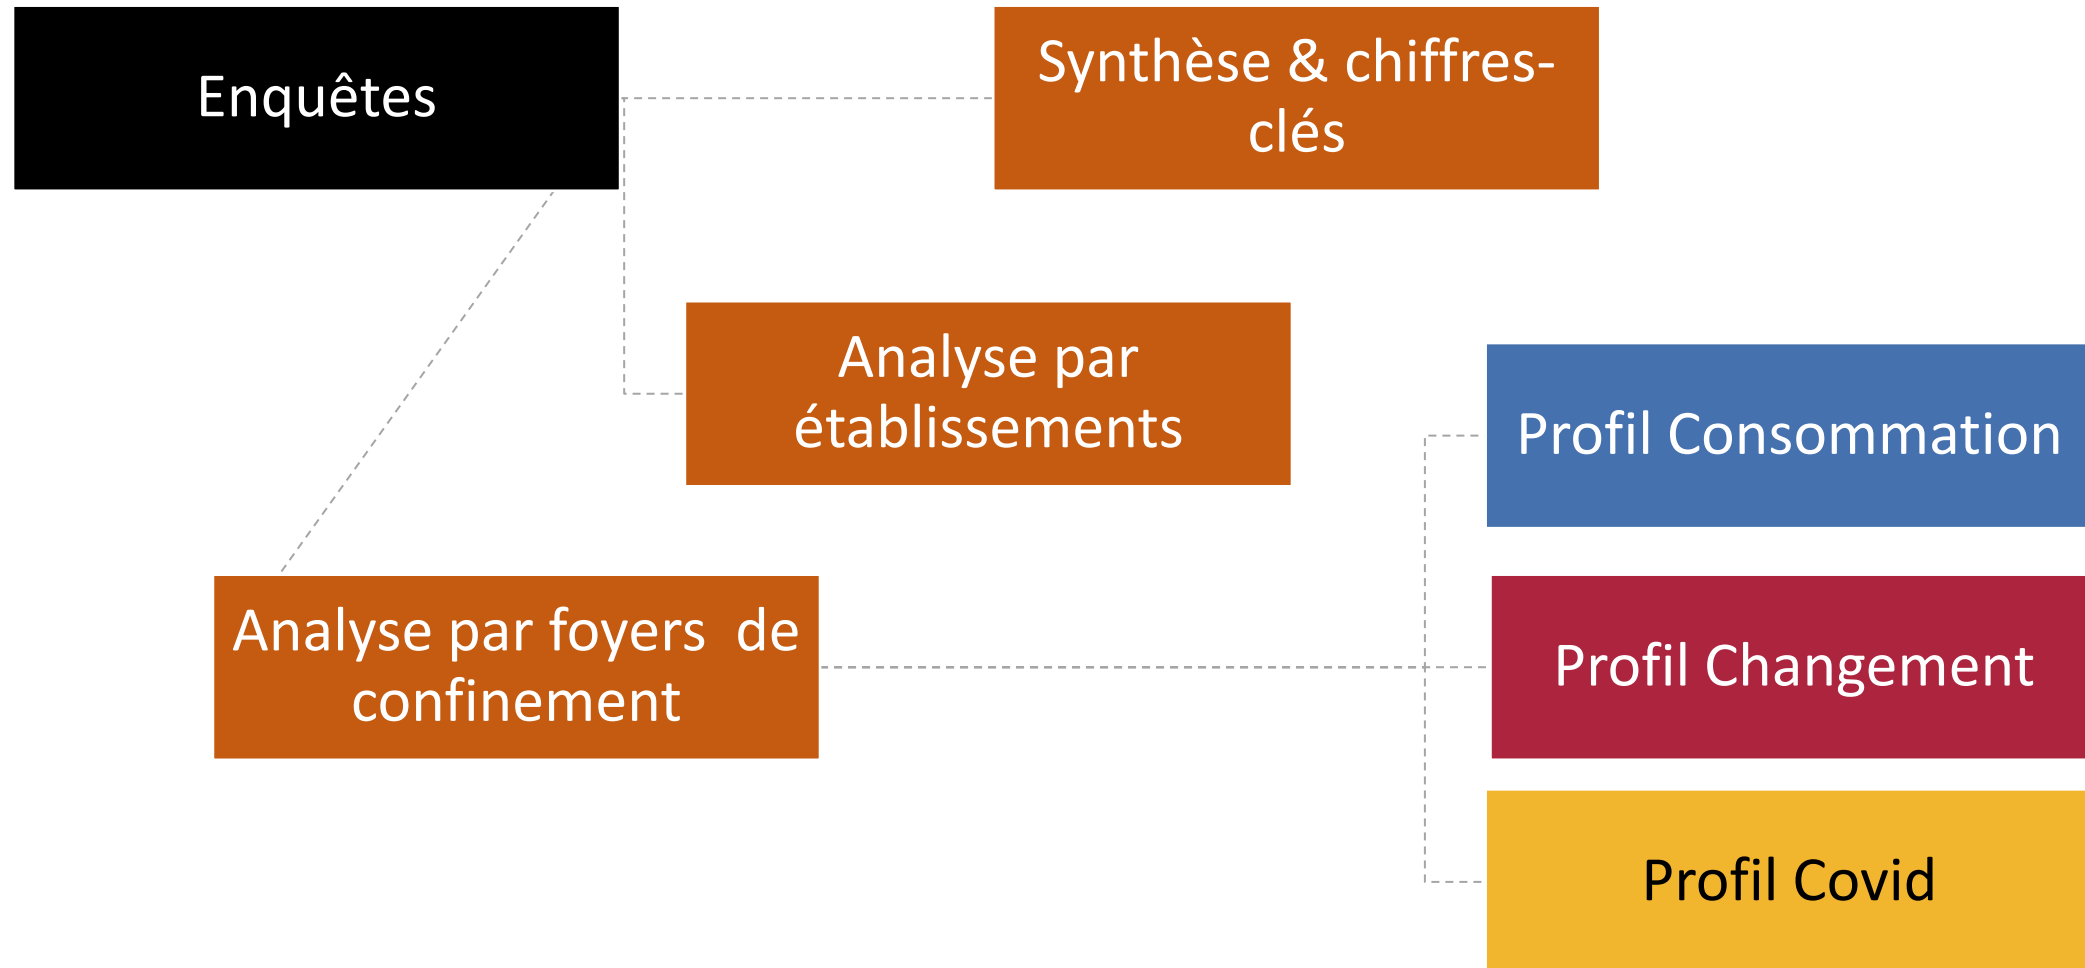 Enquêtes
Synthèse & chiffres-
clés
Analyse par
établissements
Profil Consommation
Analyse par foyers  de
confinement
Profil Changement
Profil Covid